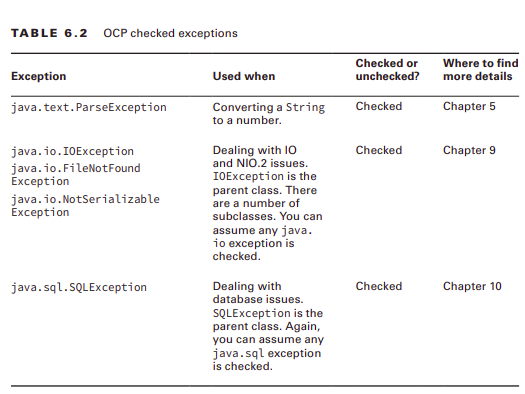 TABLE 6.2 OCP checked exceptions
Exception
Used when
Checked or
unchecked?
Where to find
more details
java.text.ParseException
Converting a String
to a number.
Checked
Chapter 5
java.io.IOException
java.io.FileNotFound
Exception
java.io.NotSerializable
Exception
Dealing with IO
and NIO.2 issues.
IOException is the
parent class. There
are a number of
subclasses. You can
assume any java.
io exception is
checked.
Checked
Chapter 9
java.sql.SQLException
Dealing with
database issues.
SQLException is the
parent class. Again,
you can assume any
java.sql exception
is checked.
Checked
Chapter 10